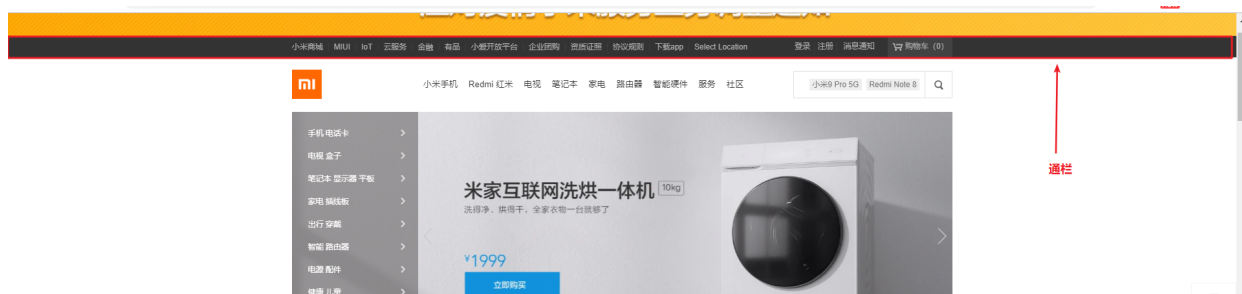 小米商城 MIUI IoT 云服务 金融 有品 小爱开放平台 企业团购 资质证照 协议规则 下载app Select Location 登录 注册 消息通知 购物车（0）
小米手机 Redmi 红米 电视 笔记本 家电 路由器 智能硬件 服务 社区 小米9 Pro 5G Redmi Note 8
手机 电话卡
电视 盒子
通栏
笔记本 显示器 平板
米家互联网洗烘一体机 10kg
家电 插线板
洗得净，烘得干，全家衣物一台就够了
出行 穿戴
智能 路由器
¥1999
电源 配件
立即购买
健康 儿童